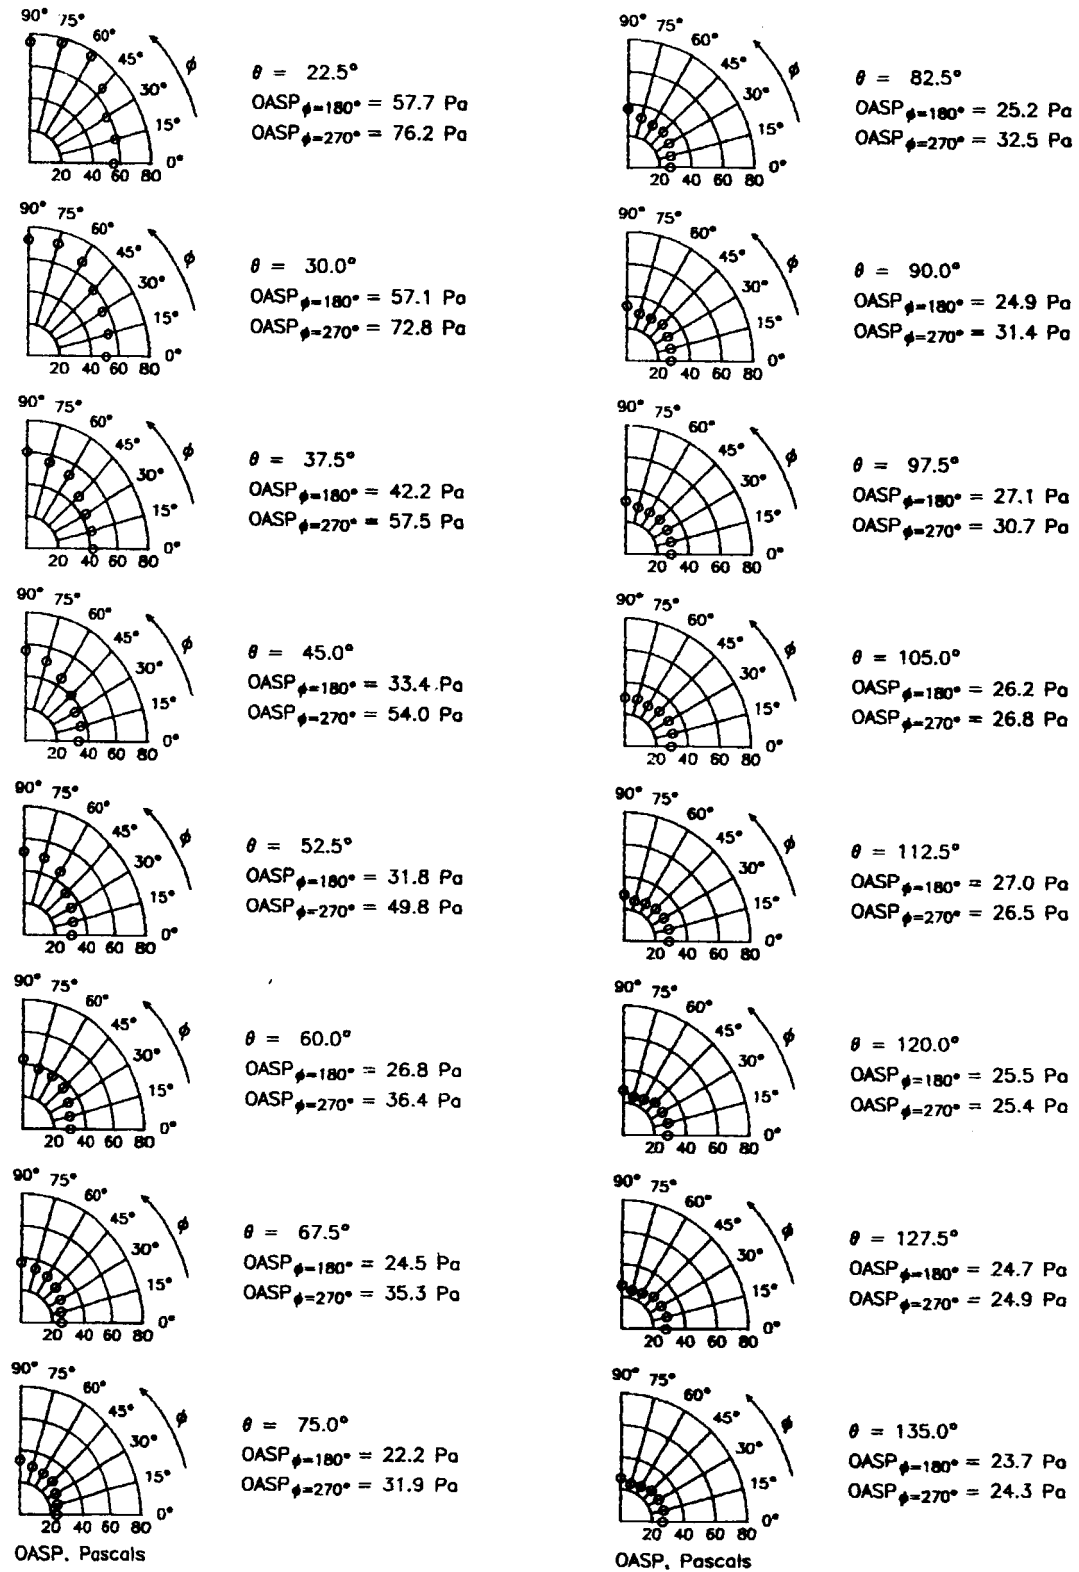 90° 75° 60° 45° 30° 15° 0°
ϕ
20 40 60 80
θ = 22.5°
OASP ϕ=180° = 57.7 Pa
OASP ϕ=270° = 76.2 Pa
90° 75° 60° 45° 30° 15° 0°
ϕ
20 40 60 80
θ = 30.0°
OASP ϕ=180° = 57.1 Pa
OASP ϕ=270° = 72.8 Pa
90° 75° 60° 45° 30° 15° 0°
ϕ
20 40 60 80
θ = 37.5°
OASP ϕ=180° = 42.2 Pa
OASP ϕ=270° = 57.5 Pa
90° 75° 60° 45° 30° 15° 0°
ϕ
20 40 60 80
θ = 45.0°
OASP ϕ=180° = 33.4 Pa
OASP ϕ=270° = 54.0 Pa
90° 75° 60° 45° 30° 15° 0°
ϕ
20 40 60 80
θ = 52.5°
OASP ϕ=180° = 31.8 Pa
OASP ϕ=270° = 49.8 Pa
90° 75° 60° 45° 30° 15° 0°
ϕ
20 40 60 80
θ = 60.0°
OASP ϕ=180° = 26.8 Pa
OASP ϕ=270° = 36.4 Pa
90° 75° 60° 45° 30° 15° 0°
ϕ
20 40 60 80
θ = 67.5°
OASP ϕ=180° = 24.5 Pa
OASP ϕ=270° = 35.3 Pa
90° 75° 60° 45° 30° 15° 0°
ϕ
20 40 60 80
θ = 75.0°
OASP ϕ=180° = 22.2 Pa
OASP ϕ=270° = 31.9 Pa
OASP, Pascals
90° 75° 60° 45° 30° 15° 0°
ϕ
20 40 60 80
θ = 82.5°
OASP ϕ=180° = 25.2 Pa
OASP ϕ=270° = 32.5 Pa
90° 75° 60° 45° 30° 15° 0°
ϕ
20 40 60 80
θ = 90.0°
OASP ϕ=180° = 24.9 Pa
OASP ϕ=270° = 31.4 Pa
90° 75° 60° 45° 30° 15° 0°
ϕ
20 40 60 80
θ = 97.5°
OASP ϕ=180° = 27.1 Pa
OASP ϕ=270° = 30.7 Pa
90° 75° 60° 45° 30° 15° 0°
ϕ
20 40 60 80
θ = 105.0°
OASP ϕ=180° = 26.2 Pa
OASP ϕ=270° = 26.8 Pa
90° 75° 60° 45° 30° 15° 0°
ϕ
20 40 60 80
θ = 112.5°
OASP ϕ=180° = 27.0 Pa
OASP ϕ=270° = 26.5 Pa
90° 75° 60° 45° 30° 15° 0°
ϕ
20 40 60 80
θ = 120.0°
OASP ϕ=180° = 25.5 Pa
OASP ϕ=270° = 25.4 Pa
90° 75° 60° 45° 30° 15° 0°
ϕ
20 40 60 80
θ = 127.5°
OASP ϕ=180° = 24.7 Pa
OASP ϕ=270° = 24.9 Pa
90° 75° 60° 45° 30° 15° 0°
ϕ
20 40 60 80
θ = 135.0°
OASP ϕ=180° = 23.7 Pa
OASP ϕ=270° = 24.3 Pa
OASP, Pascals